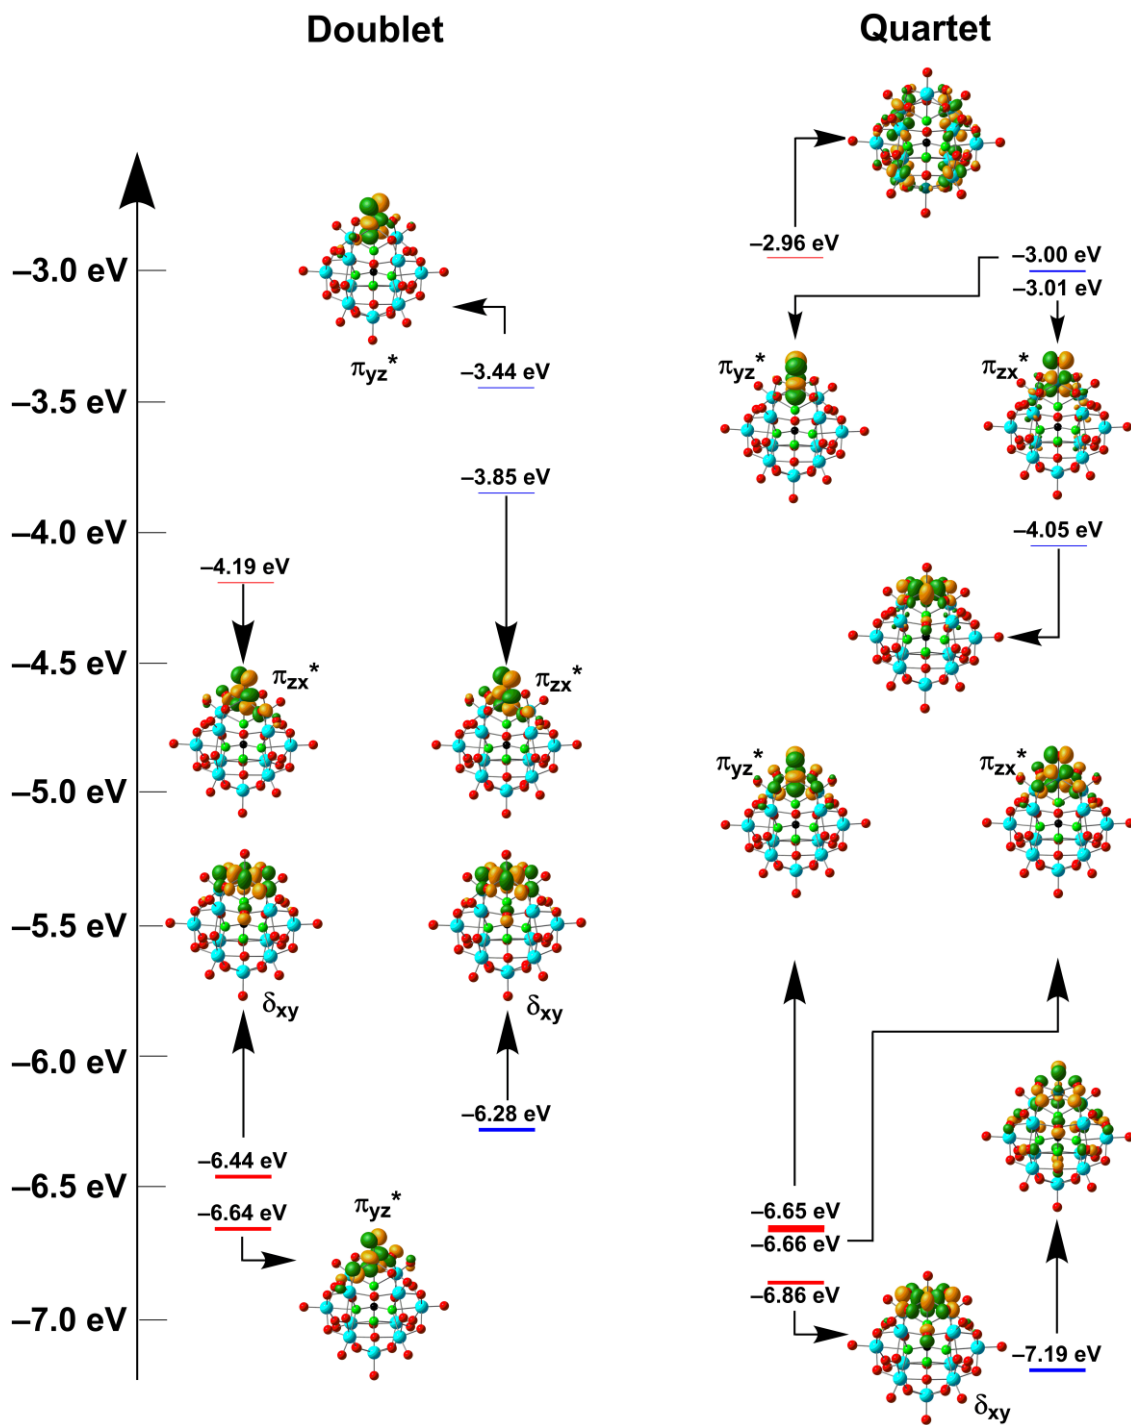 Doublet
Quartet
−2.96 eV
−3.00 eV
−3.0 eV
−3.01 eV
πyz*
−3.44 eV
πyz*
πzx*
−3.5 eV
−3.85 eV
−4.0 eV
−4.05 eV
−4.19 eV
−4.5 eV
πzx*
πzx*
πyz*
πzx*
−5.0 eV
−5.5 eV
δxy
δxy
−6.0 eV
−6.28 eV
−6.44 eV
−6.5 eV
−6.64 eV
πyz*
−6.65 eV
−6.66 eV
−6.86 eV
−7.0 eV
−7.19 eV
δxy